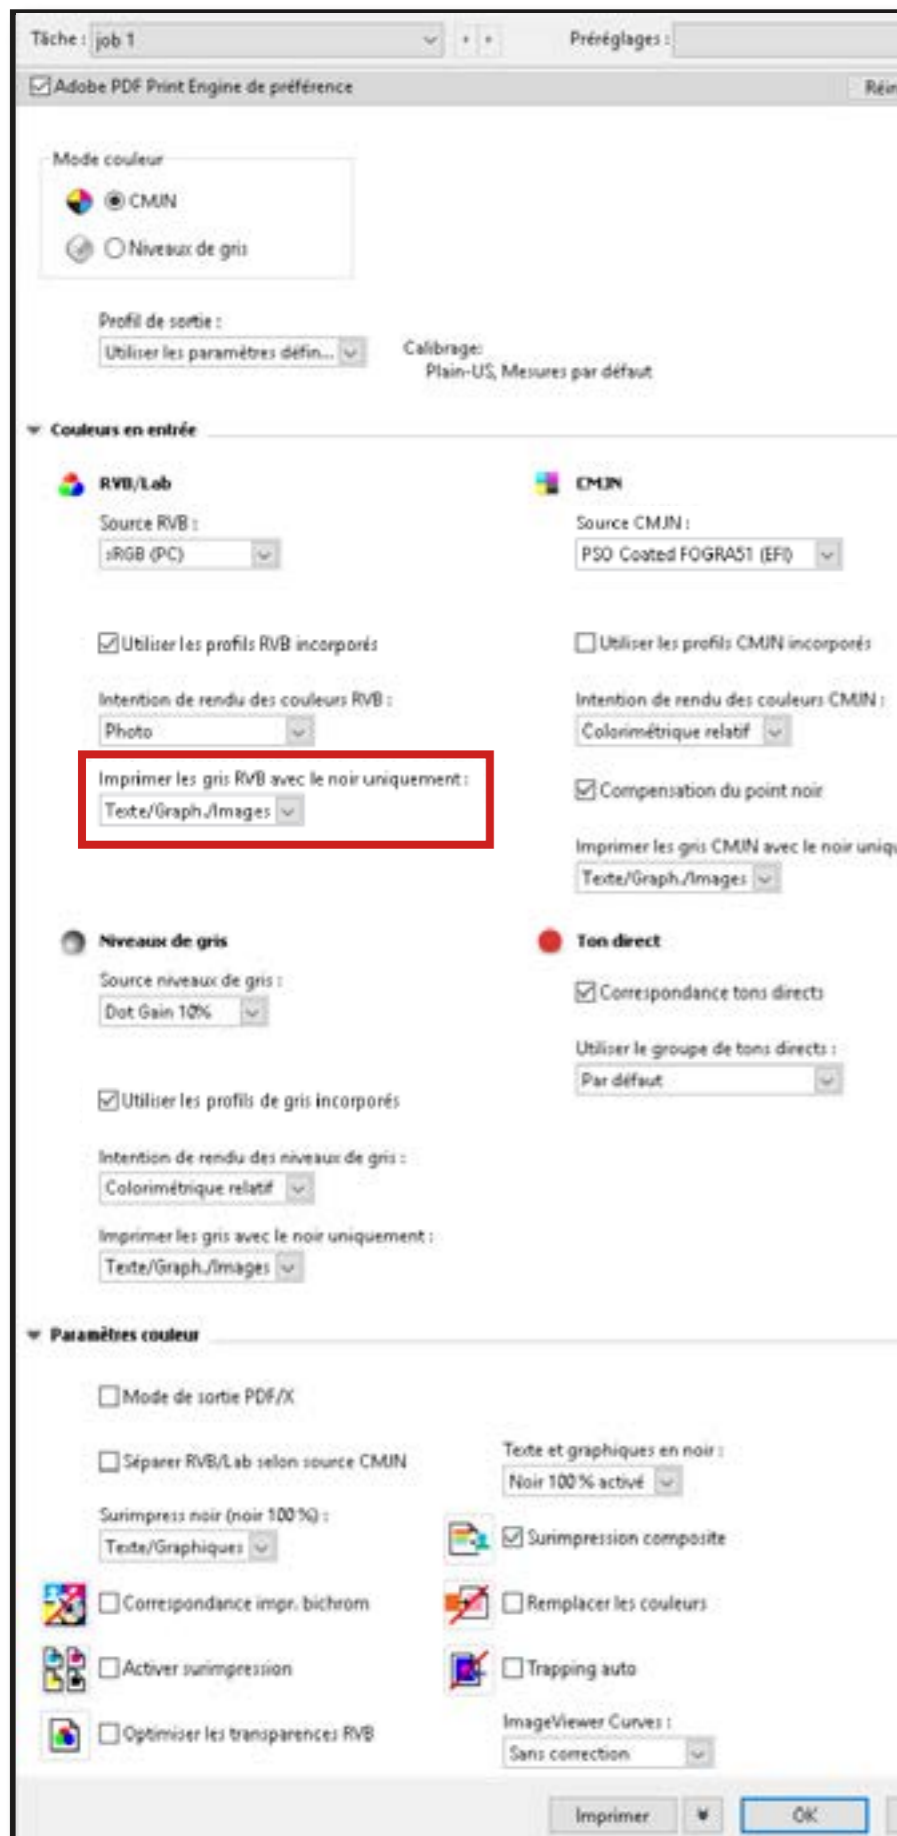 Tâche : job 1 Préréglages :
Adobe PDF Print Engine de préférence
Mode couleur
CMJN
Niveaux de gris
Profil de sortie :
Utiliser les paramètres défin...
Calibrage:
Plain-US, Mesures par défaut
Couleurs en entrée
RVB/Lab
Source RVB :
sRGB (PC)
Utiliser les profils RVB incorporés
Intention de rendu des couleurs RVB :
Photo
Imprimer les gris RVB avec le noir uniquement :
Texte/Graph./Images
CMJN
Source CMJN :
PSO Coated FOGRA51 (EFI)
Utiliser les profils CMJN incorporés
Intention de rendu des couleurs CMJN :
Colorimétrique relatif
Compensation du point noir
Imprimer les gris CMJN avec le noir uniqu
Texte/Graph./Images
Niveaux de gris
Source niveaux de gris :
Dot Gain 10%
Utiliser les profils de gris incorporés
Intention de rendu des niveaux de gris :
Colorimétrique relatif
Imprimer les gris avec le noir uniquement :
Texte/Graph./Images
Ton direct
Correspondance tons directs
Utiliser le groupe de tons directs :
Par défaut
Paramètres couleur
Mode de sortie PDF/X
Séparer RVB/Lab selon source CMJN
Surimpress noir (noir 100 %) :
Texte/Graphiques
Correspondance impr. bichrom
Activer surimpression
Optimiser les transparences RVB
Texte et graphiques en noir :
Noir 100 % activé
Surimpression composite
Remplacer les couleurs
Trapping auto
ImageViewer Curves :
Sans correction
Imprimer OK